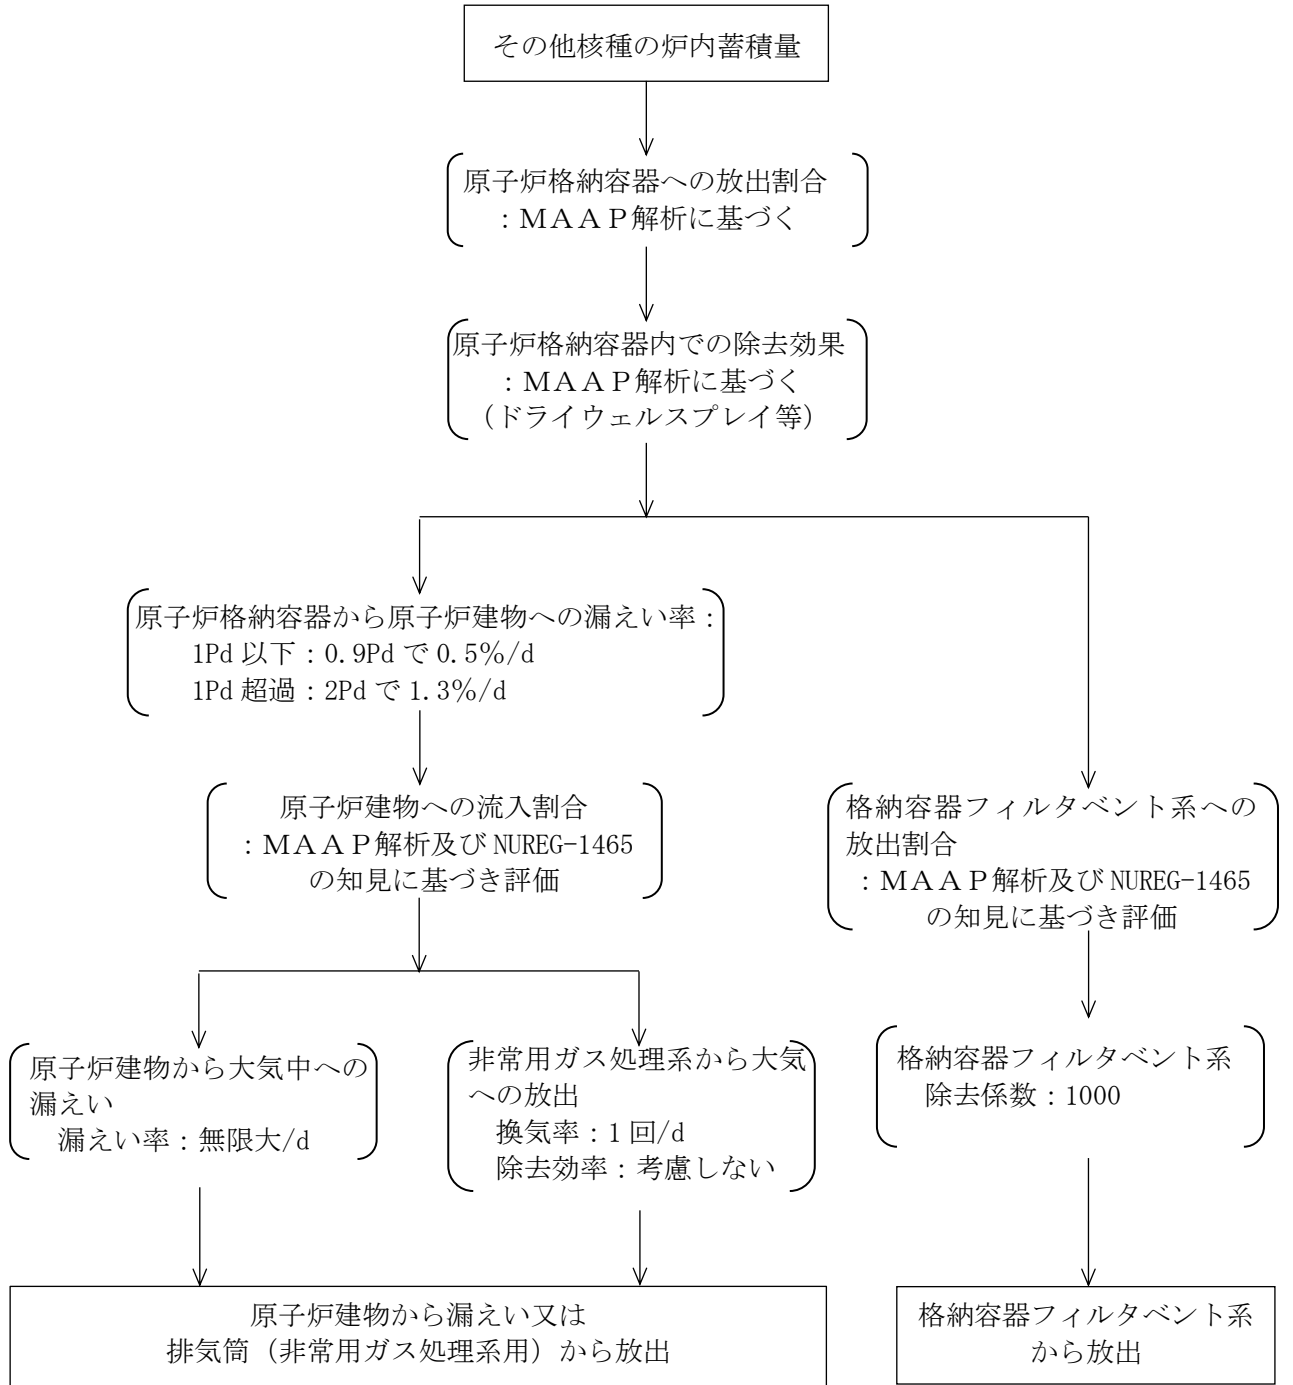 その他核種の炉内蓄積量
原子炉格納容器への放出割合
：ＭＡＡＰ解析に基づく
原子炉格納容器内での除去効果
：ＭＡＡＰ解析に基づく
（ドライウェルスプレイ等）
原子炉格納容器から原子炉建物への漏えい率：
1Pd 以下：0.9Pd で 0.5％/d
1Pd 超過：2Pd で 1.3％/d
原子炉建物への流入割合
：ＭＡＡＰ解析及び NUREG-1465
の知見に基づき評価
格納容器フィルタベント系への
放出割合
：ＭＡＡＰ解析及び NUREG-1465
の知見に基づき評価
原子炉建物から大気中への
漏えい
漏えい率：無限大/d
非常用ガス処理系から大気
への放出
換気率：1 回/d
除去効率：考慮しない
格納容器フィルタベント系
除去係数：1000
原子炉建物から漏えい又は
排気筒（非常用ガス処理系用）から放出
格納容器フィルタベント系
から放出